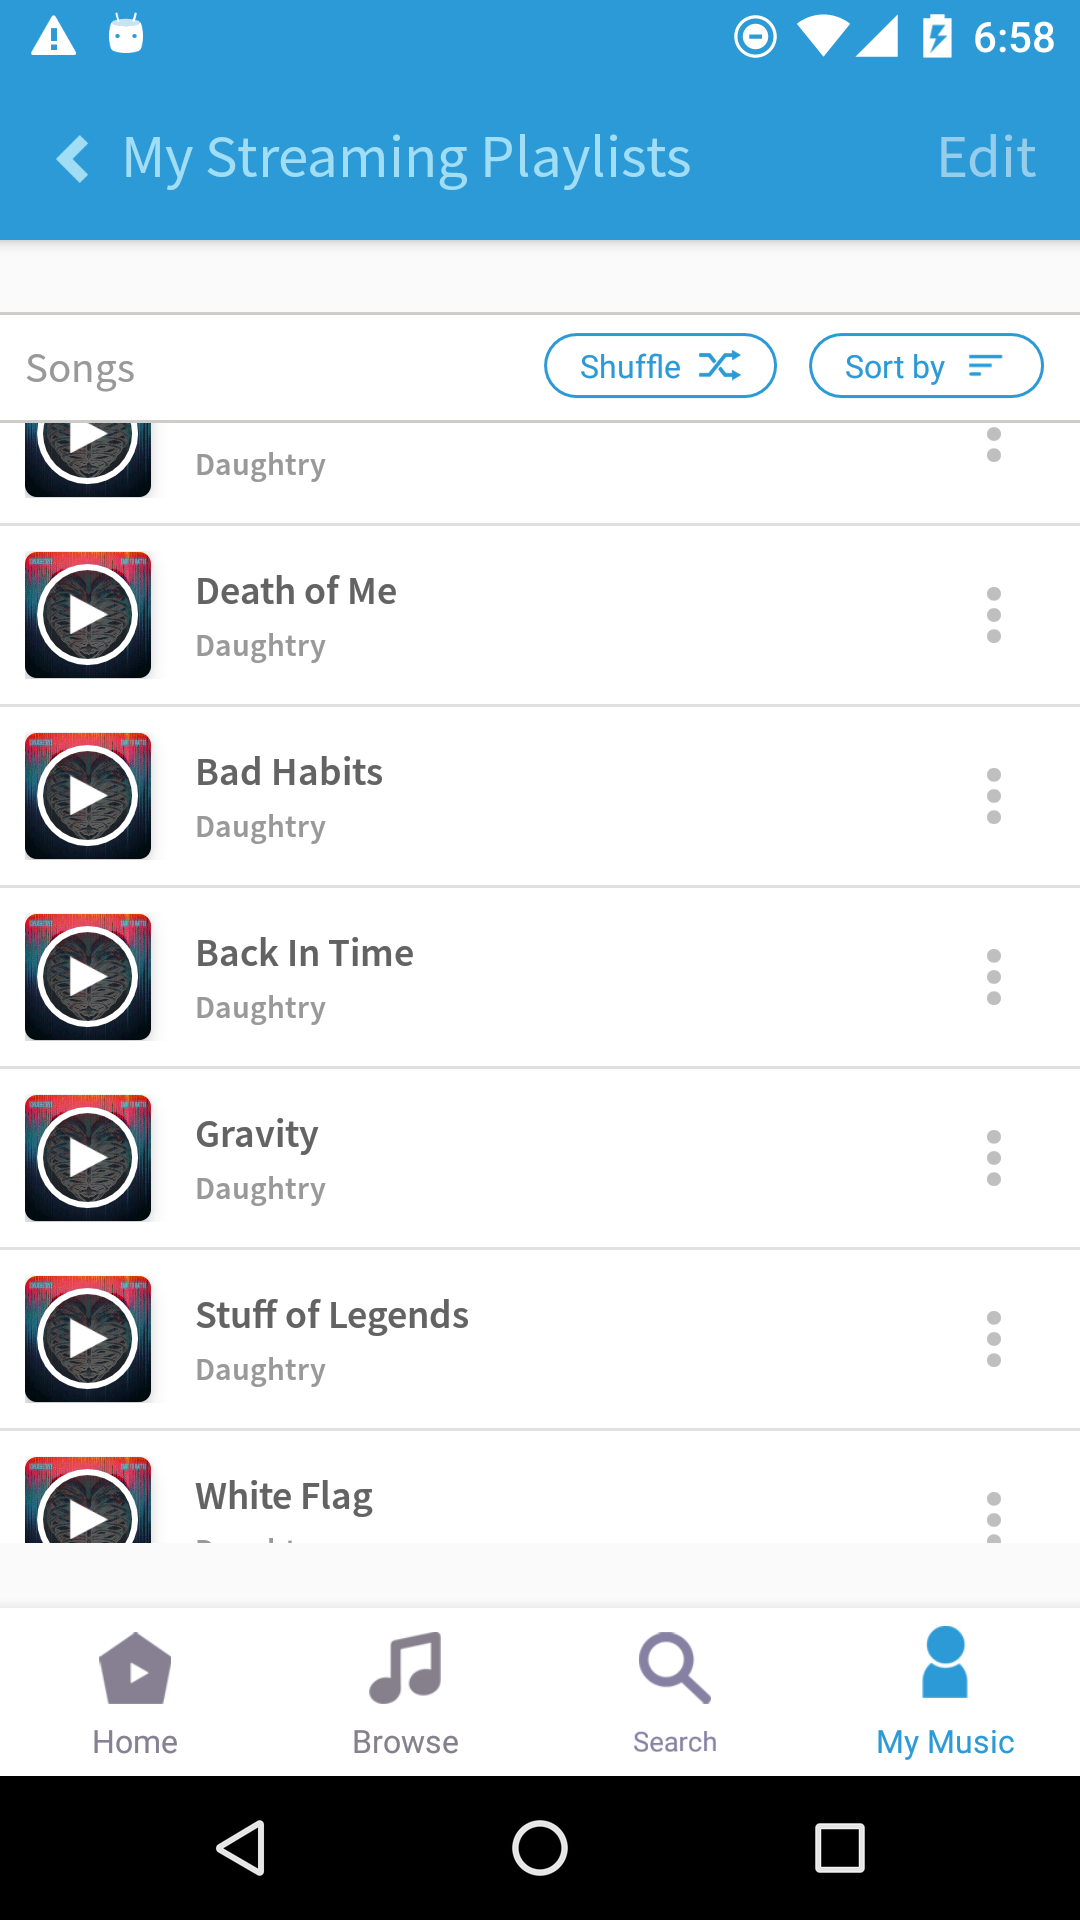 6:58
My Streaming Playlists
Edit
Songs
Shuffle
Sort by
Daughtry
Death of Me
Daughtry
Bad Habits
Daughtry
Back In Time
Daughtry
Gravity
Daughtry
Stuff of Legends
Daughtry
White Flag
Home
Browse
Search
My Music